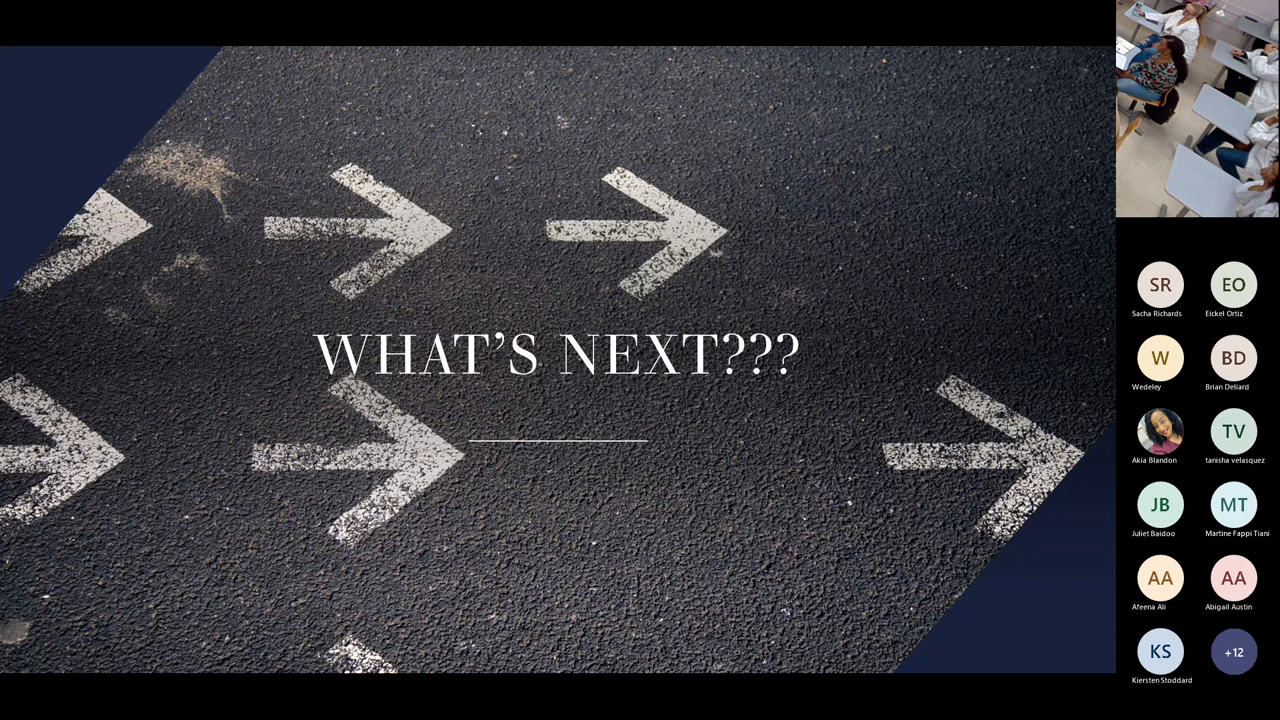 WHAT'S NEXT???
SR
EO
Sacha Richards
Eickel Ortiz
W
BD
Wedeley
Brian Deliard
TV
Akia Blandon
tanisha velasquez
JB
MT
Juliet Baidoo
Martine Fappi Tiani
AA
AA
Afeena Ali
Abigail Austin
KS
+12
Kiersten Stoddard